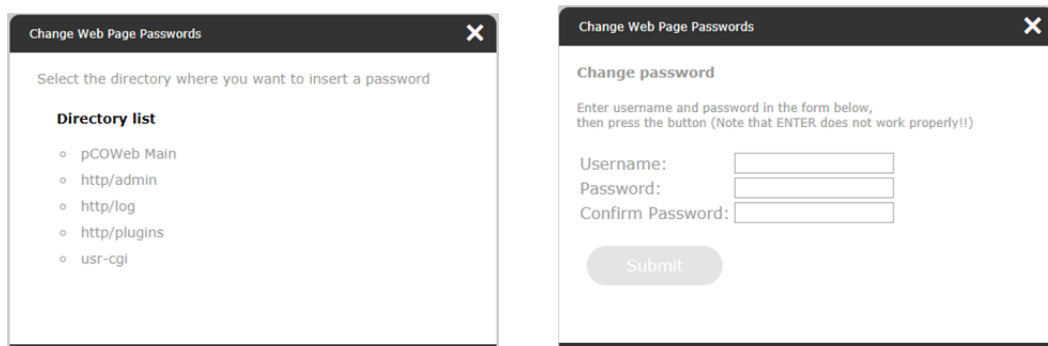 Change Web Page Passwords
Select the directory where you want to insert a password
Directory list
pCOWeb Main
http/admin
http/log
http/plugins
usr-cgi
Change Web Page Passwords
Change password
Enter username and password in the form below,
then press the button (Note that ENTER does not work properly!!)
Username:
Password:
Confirm Password:
Submit